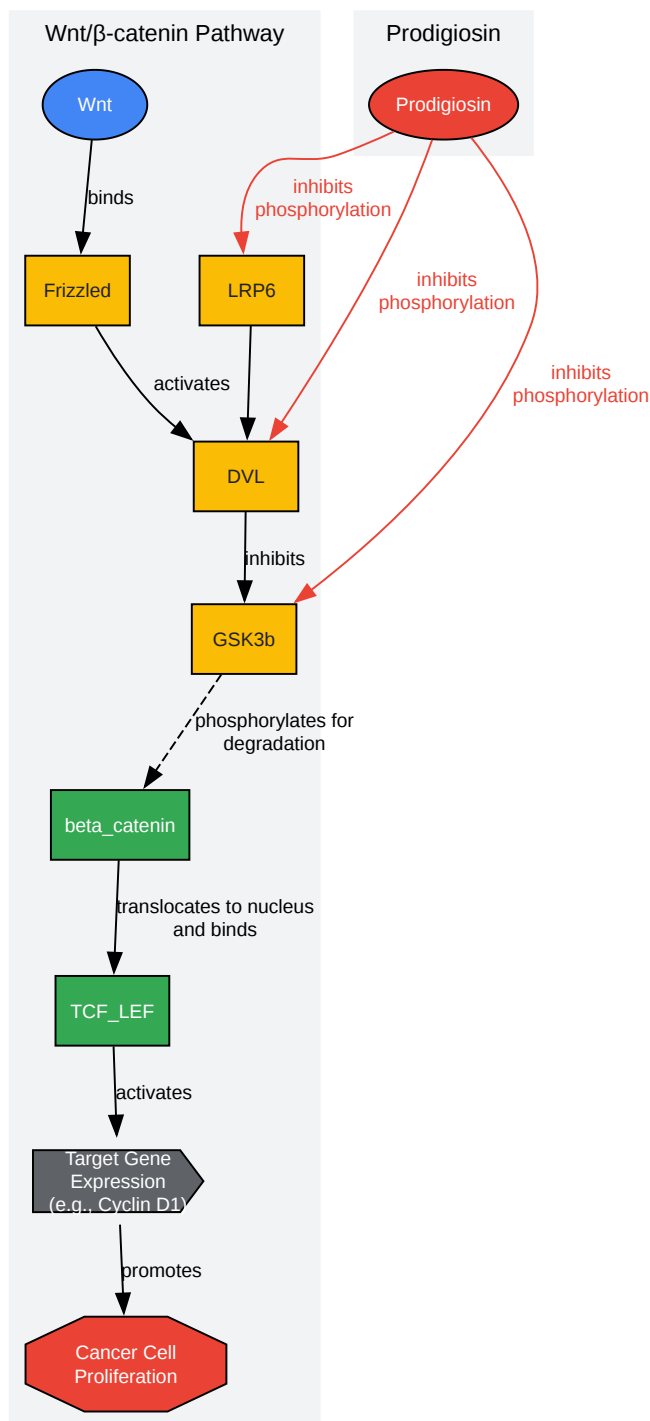 Wnt/β-catenin Pathway
Prodigiosin
Wnt
Prodigiosin
binds
inhibits
phosphorylation
Frizzled
LRP6
inhibits
phosphorylation
activates
inhibits
phosphorylation
DVL
inhibits
GSK3b
phosphorylates for
degradation
beta_catenin
translocates to nucleus
and binds
TCF_LEF
activates
Target Gene
Expression
(e.g., Cyclin D1)
promotes
Cancer Cell
Proliferation